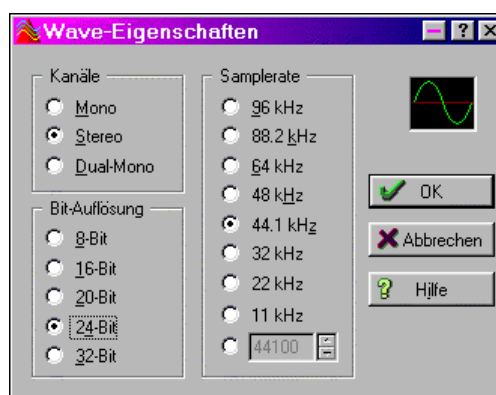 Wave-Eigenschaften
Kanäle
Mono
Stereo
Dual-Mono
Bit-Auflösung
8-Bit
16-Bit
20-Bit
24-Bit
32-Bit
Samplerate
96 kHz
88.2 kHz
64 kHz
48 kHz
44.1 kHz
32 kHz
22 kHz
11 kHz
44100
OK
Abbrechen
Hilfe